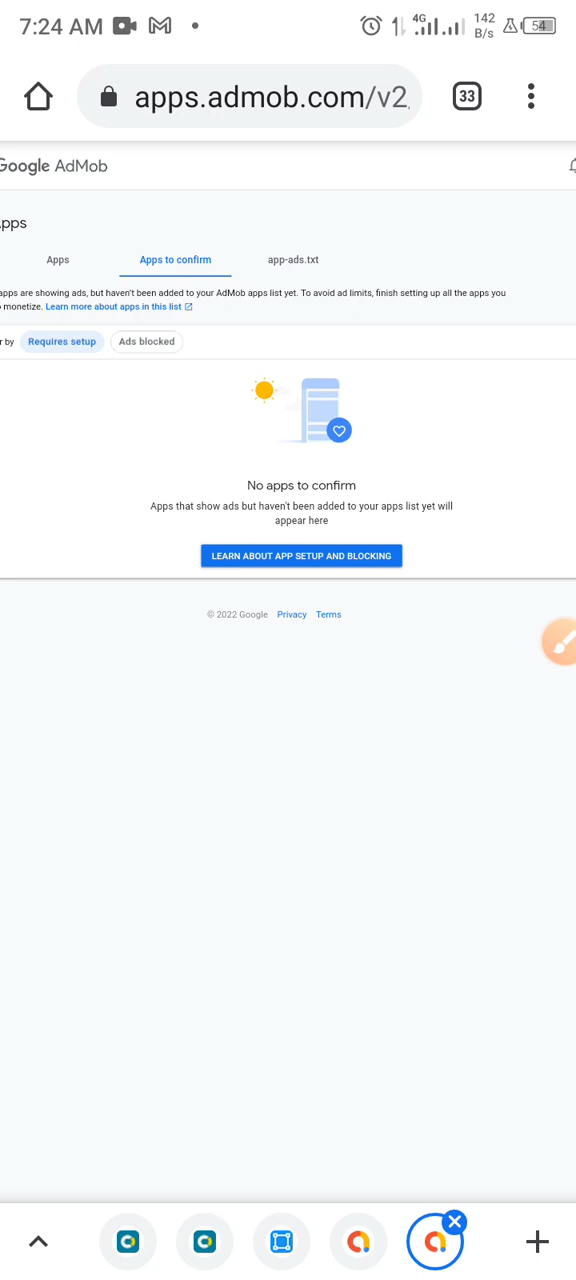 7:24 AM
4G
142
B/s
54
apps.admob.com/v2
33
Google AdMob
Apps
Apps to confirm
app-ads.txt
apps are showing ads, but haven't been added to your AdMob apps list yet. To avoid ad limits, finish setting up all the apps you
monetize. Learn more about apps in this list
by
Requires setup
Ads blocked
No apps to confirm
Apps that show ads but haven't been added to your apps list yet will
appear here
LEARN ABOUT APP SETUP AND BLOCKING
© 2022 Google Privacy Terms